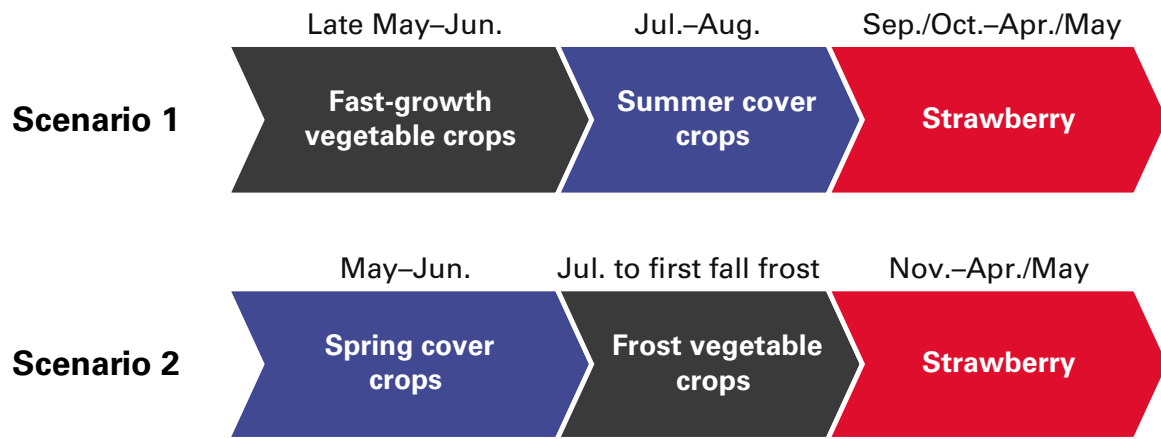 Late May–Jun.
Jul.–Aug.
Sep./Oct.–Apr./May
Scenario 1
Fast-growth
vegetable crops
Summer cover
crops
Strawberry
May–Jun.
Jul. to first fall frost
Nov.–Apr./May
Scenario 2
Spring cover
crops
Frost vegetable
crops
Strawberry